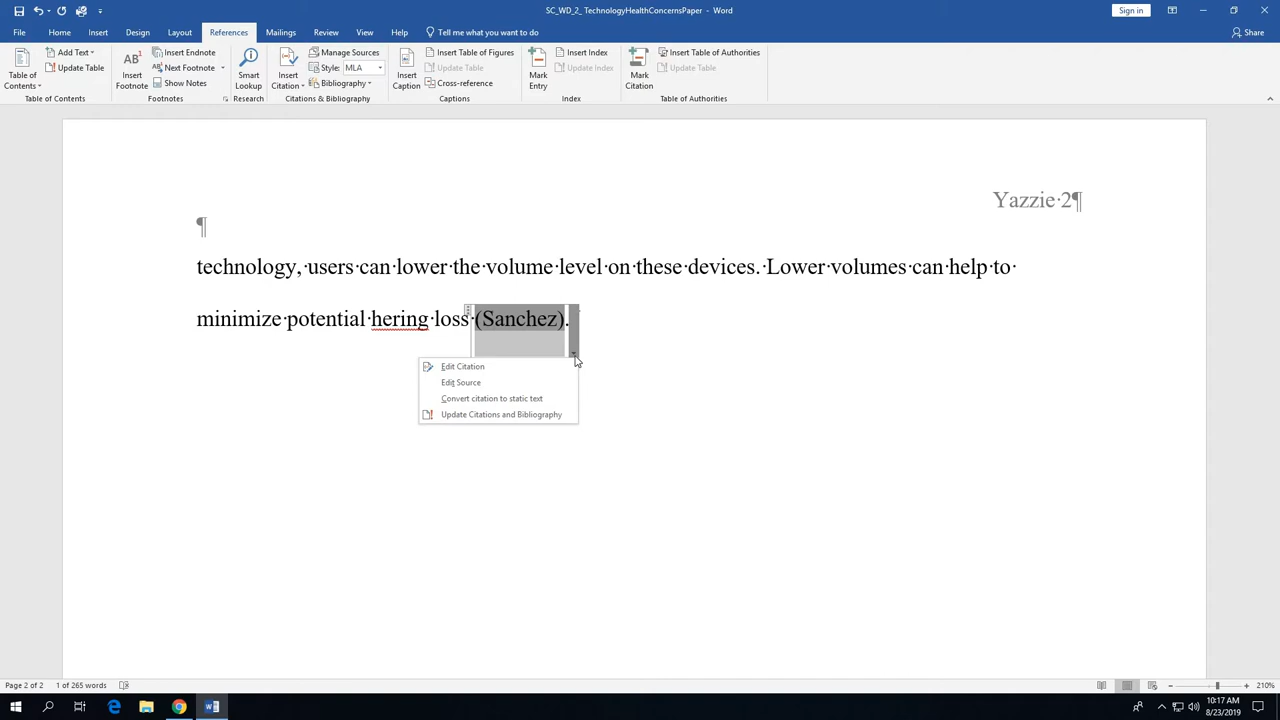 SC_WD_2_ TechnologyHealthConcernsPaper - Word
Sign in
File Home Insert Design Layout References Mailings Review View Help Tell me what you want to do Share
Table of Contents
Add Text
Update Table
Table of Contents
AB¹
Insert Footnote
Insert Endnote
Next Footnote
Show Notes
Footnotes
Smart Lookup
Research
Insert Citation
Manage Sources
Style: MLA
Bibliography
Citations & Bibliography
Insert Caption
Insert Table of Figures
Update Table
Cross-reference
Captions
Mark Entry
Insert Index
Update Index
Index
Mark Citation
Insert Table of Authorities
Update Table
Table of Authorities
Yazzie·2¶
¶
technology,·users·can·lower·the·volume·level·on·these·devices.·Lower·volumes·can·help·to·
minimize·potential·hering·loss·(Sanchez).
Edit Citation
Edit Source
Convert citation to static text
Update Citations and Bibliography
Page 2 of 2 1 of 265 words 210%
10:17 AM
8/23/2019